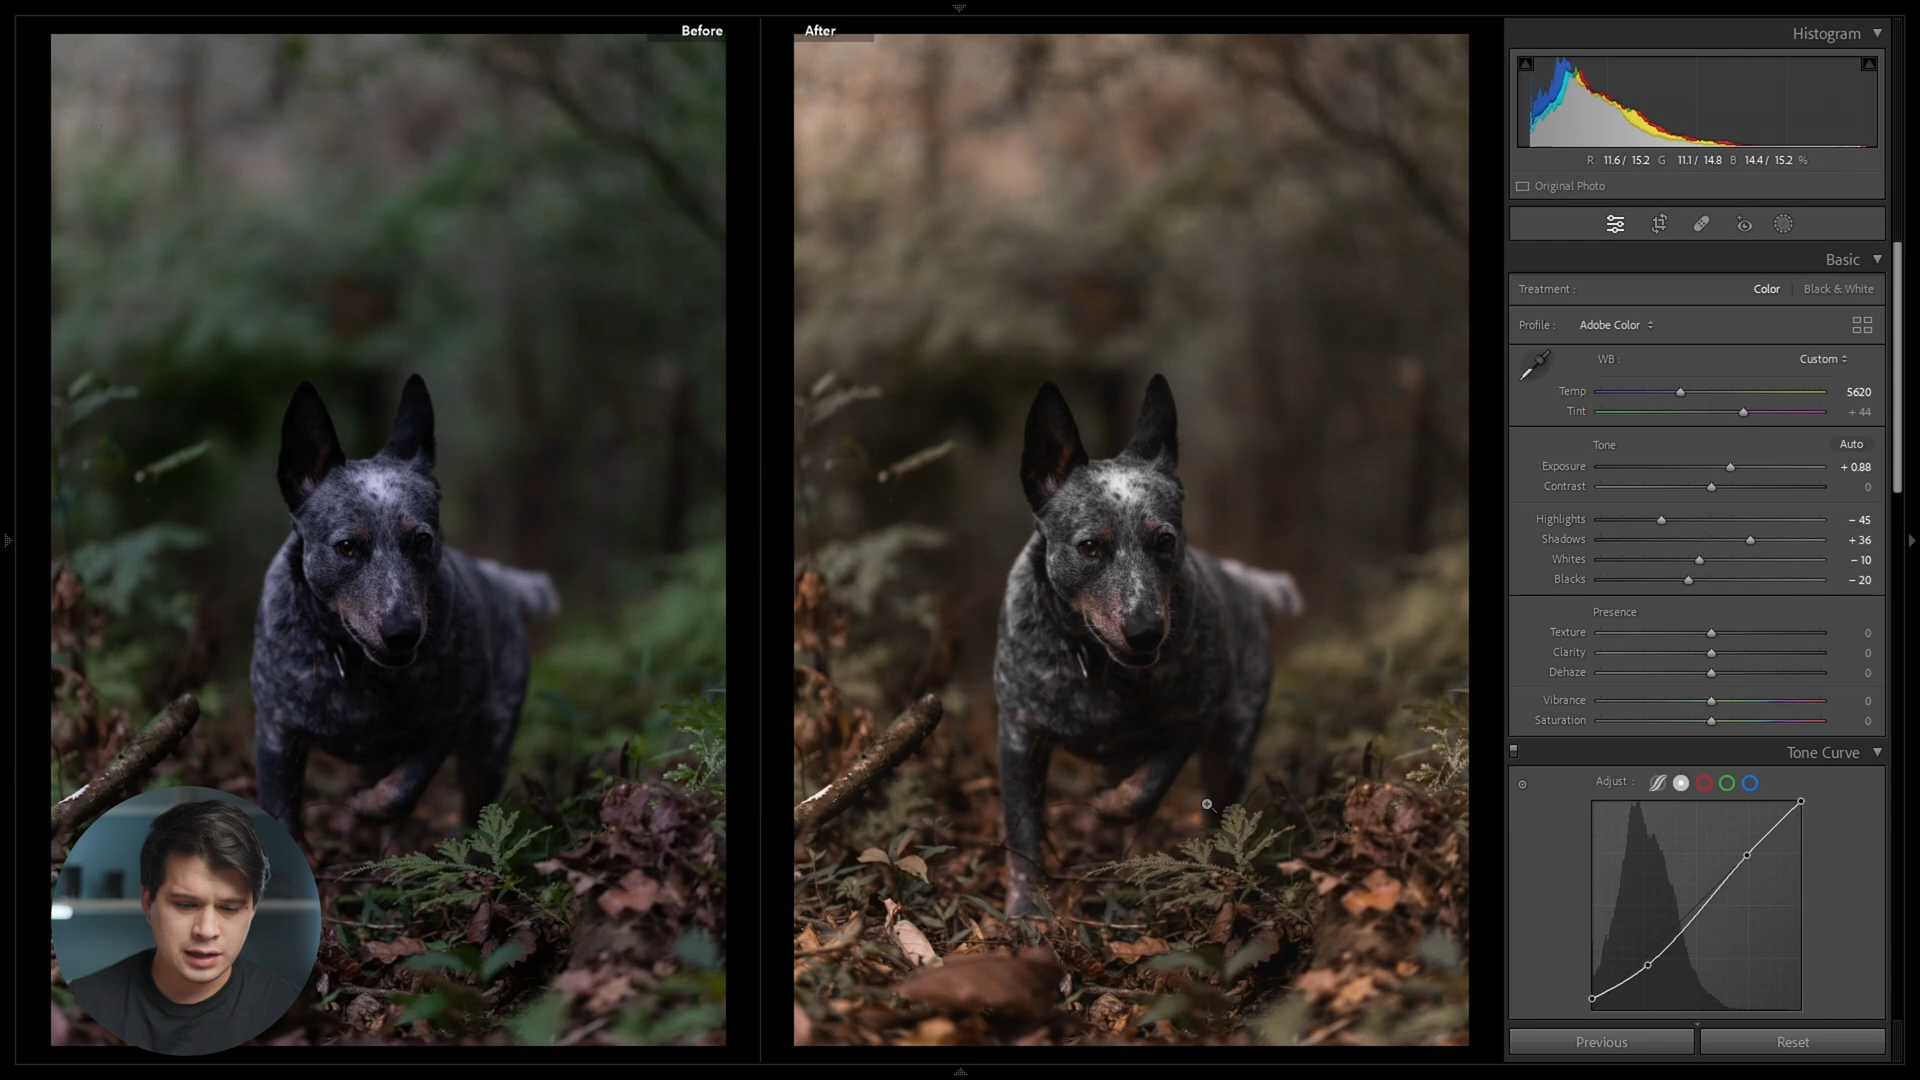 Before
After
Histogram
R 11.6 / 15.2 G 11.1 / 14.8 B 14.4 / 15.2 %
Original Photo
Basic
Treatment : Color Black & White
Profile : Adobe Color
WB : Custom
Temp 5620
Tint + 44
Tone Auto
Exposure + 0.88
Contrast 0
Highlights − 45
Shadows + 36
Whites − 10
Blacks − 20
Presence
Texture 0
Clarity 0
Dehaze 0
Vibrance 0
Saturation 0
Tone Curve
Adjust :
Previous
Reset